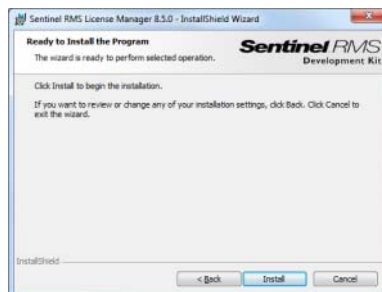 Sentinel RMS License Manager 8.5.0 - InstallShield Wizard
Ready to Install the Program
The wizard is ready to perform selected operation.
Sentinel RMS
Development Kit
Click Install to begin the installation.
If you want to review or change any of your installation settings, click Back. Click Cancel to
exit the wizard.
InstallShield
< Back
Install
Cancel